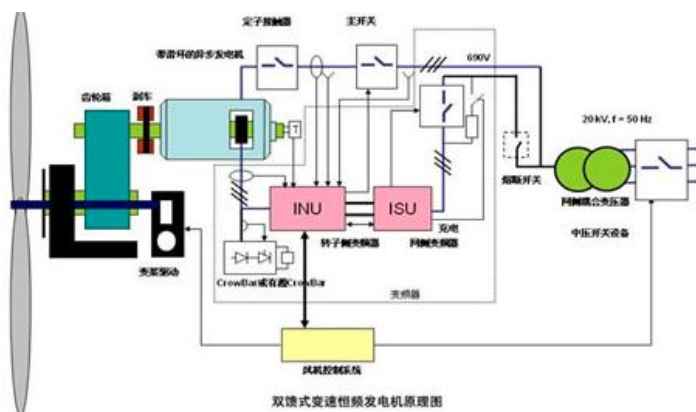 定子接触器
主开关
带滑环的异步发电机
690V
齿轮箱
刹车
T
20 kV, f = 50 Hz
熔断开关
网侧耦合变压器
INU
ISU
充电
转子侧变频器
网侧变频器
中压开关设备
变桨驱动
CrowBar或有源CrowBar
变频器
风机控制系统
双馈式变速恒频发电机原理图